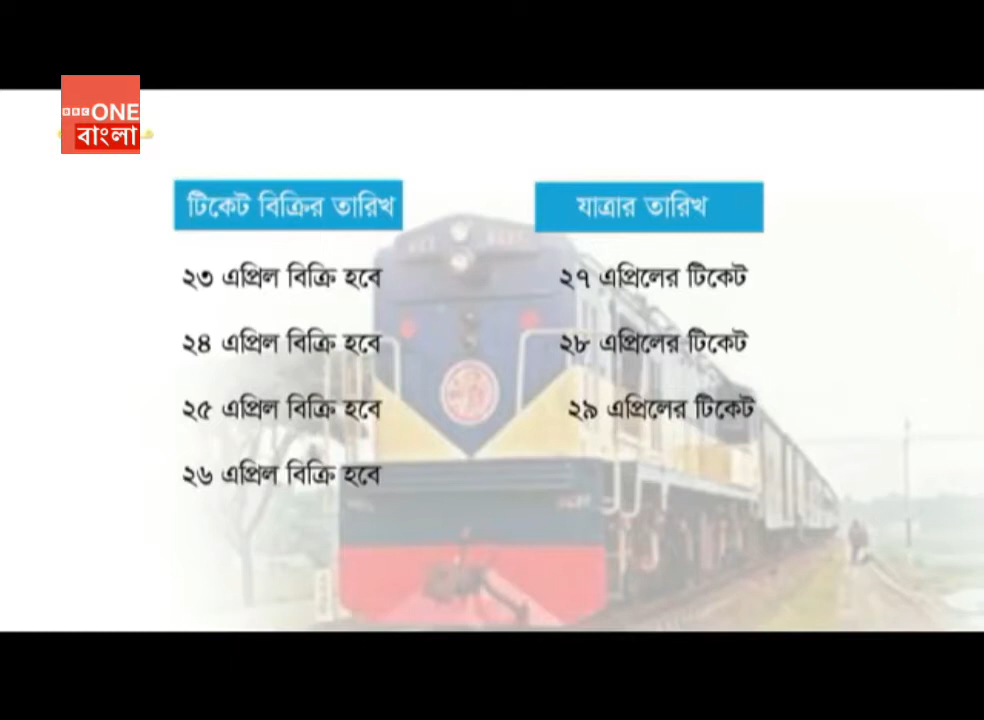 BBC ONE
বাংলা
টিকেট বিক্রির তারিখ
যাত্রার তারিখ
২৩ এপ্রিল বিক্রি হবে
২৭ এপ্রিলের টিকেট
২৪ এপ্রিল বিক্রি হবে
২৮ এপ্রিলের টিকেট
২৫ এপ্রিল বিক্রি হবে
২৯ এপ্রিলের টিকেট
২৬ এপ্রিল বিক্রি হবে